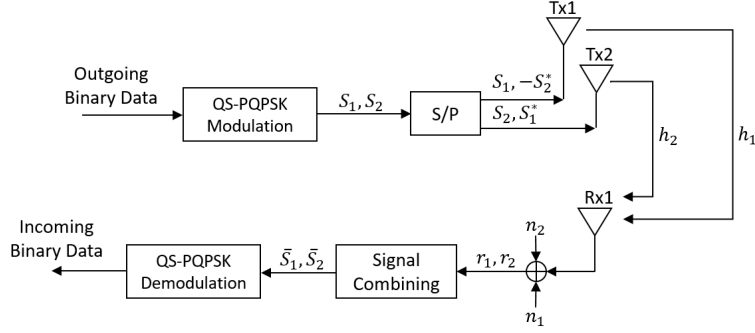 Tx1
Tx2
Outgoing
Binary Data
QS-PQPSK
Modulation
S₁, S₂
S/P
S₁, −S₂*
S₂, S₁*
h₂
h₁
Rx1
Incoming
Binary Data
QS-PQPSK
Demodulation
S̄₁, S̄₂
Signal
Combining
r₁, r₂
n₂
n₁